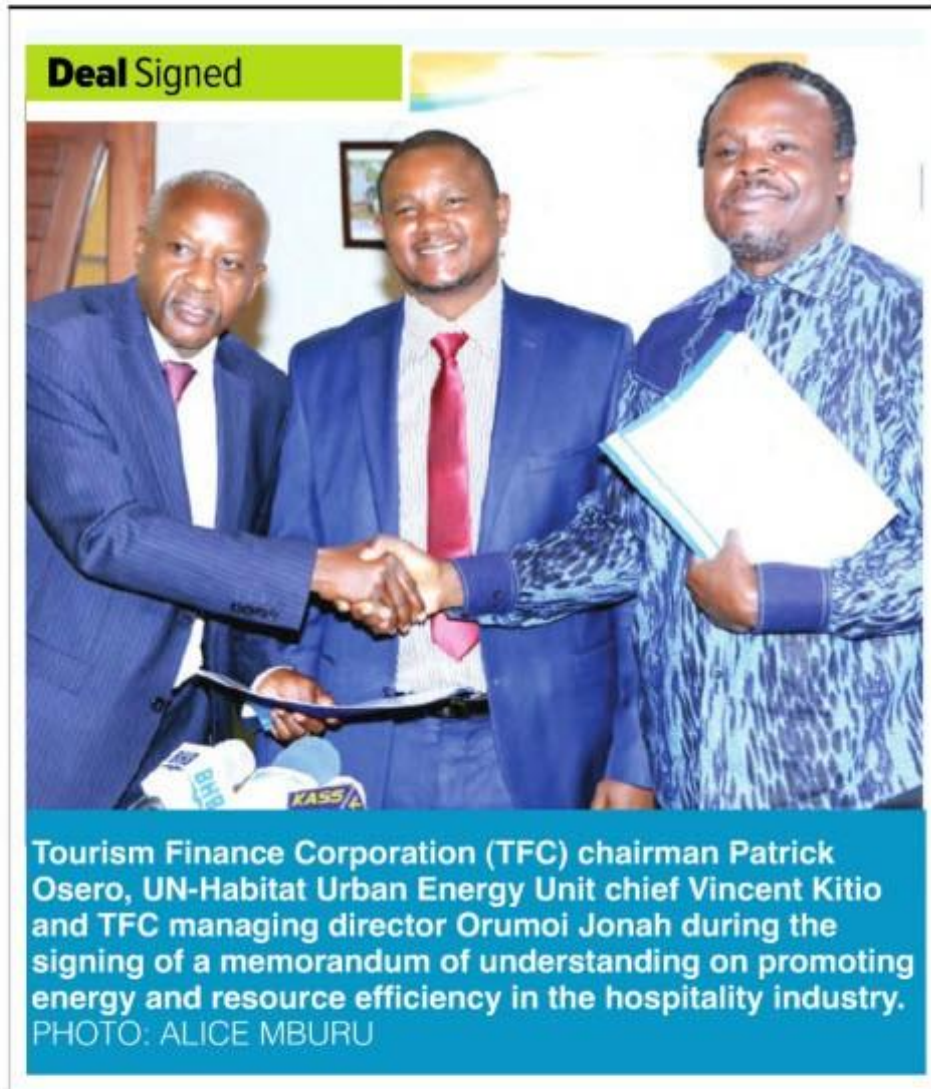 Deal Signed
KASS
Tourism Finance Corporation (TFC) chairman Patrick
Osero, UN-Habitat Urban Energy Unit chief Vincent Kitio
and TFC managing director Orumoi Jonah during the
signing of a memorandum of understanding on promoting
energy and resource efficiency in the hospitality industry.
PHOTO: ALICE MBURU